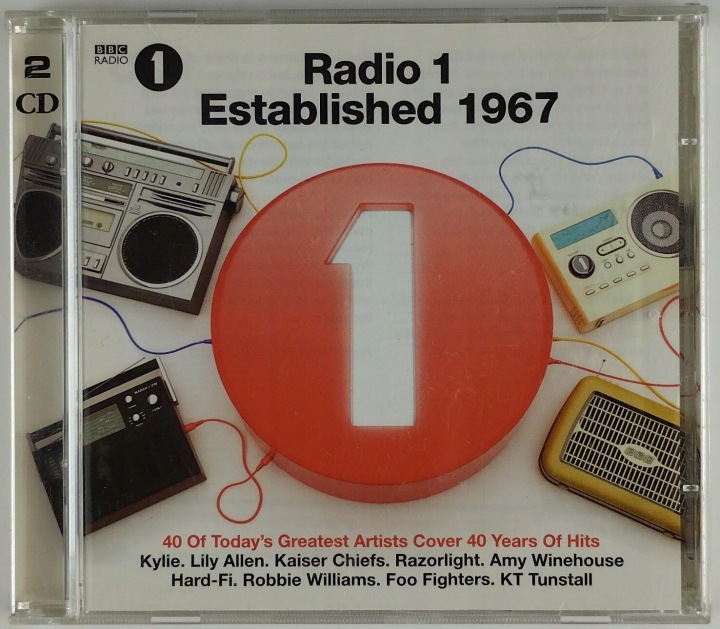 2
CD
BBC
RADIO
1
Radio 1
Established 1967
1
1
40 Of Today's Greatest Artists Cover 40 Years Of Hits
Kylie. Lily Allen. Kaiser Chiefs. Razorlight. Amy Winehouse
Hard-Fi. Robbie Williams. Foo Fighters. KT Tunstall